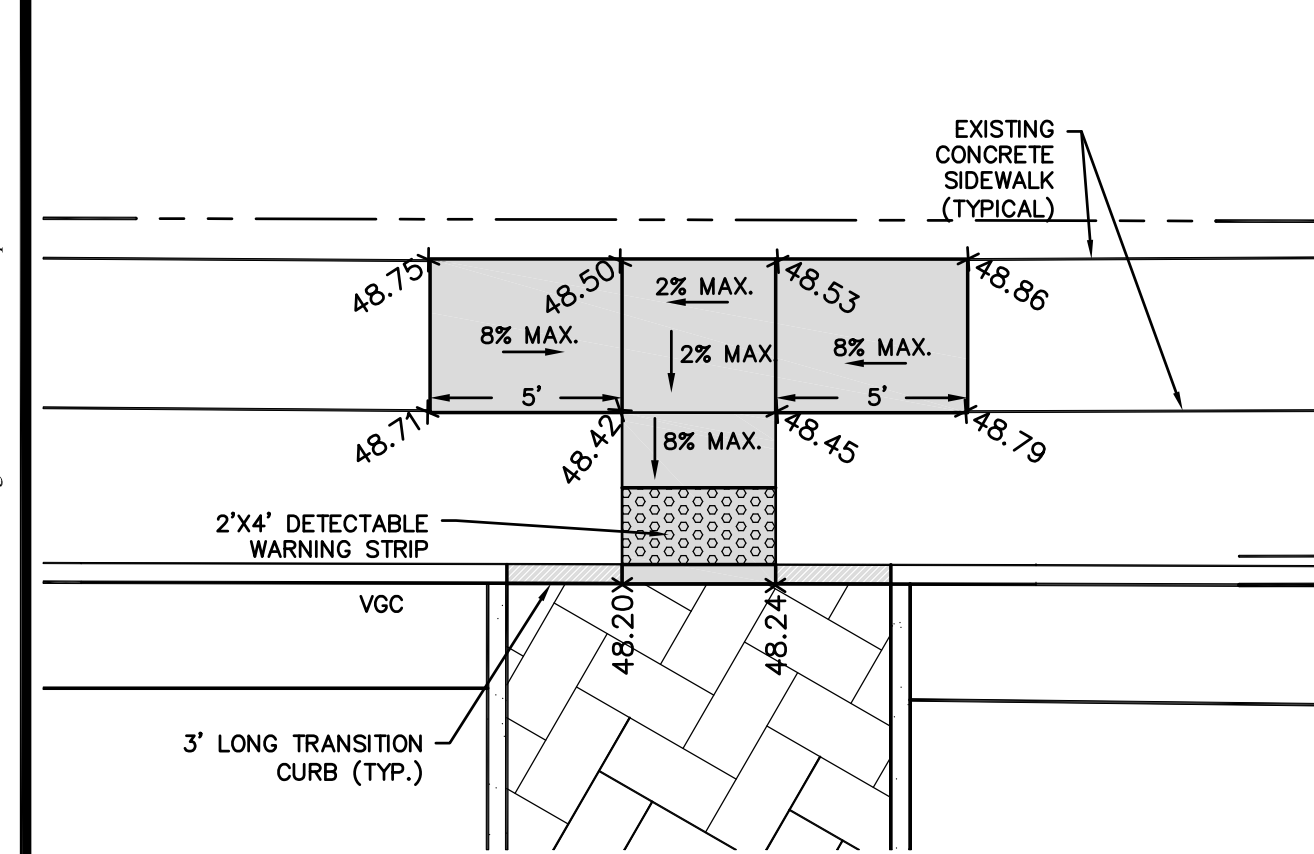 EXISTING
CONCRETE
SIDEWALK
(TYPICAL)
48.75
48.50
48.53
48.86
2% MAX.
8% MAX.
2% MAX
8% MAX.
5'
5'
48.71
48.42
48.45
48.79
8% MAX.
2'X4' DETECTABLE
WARNING STRIP
VGC
48.20
48.24
3' LONG TRANSITION
CURB (TYP.)